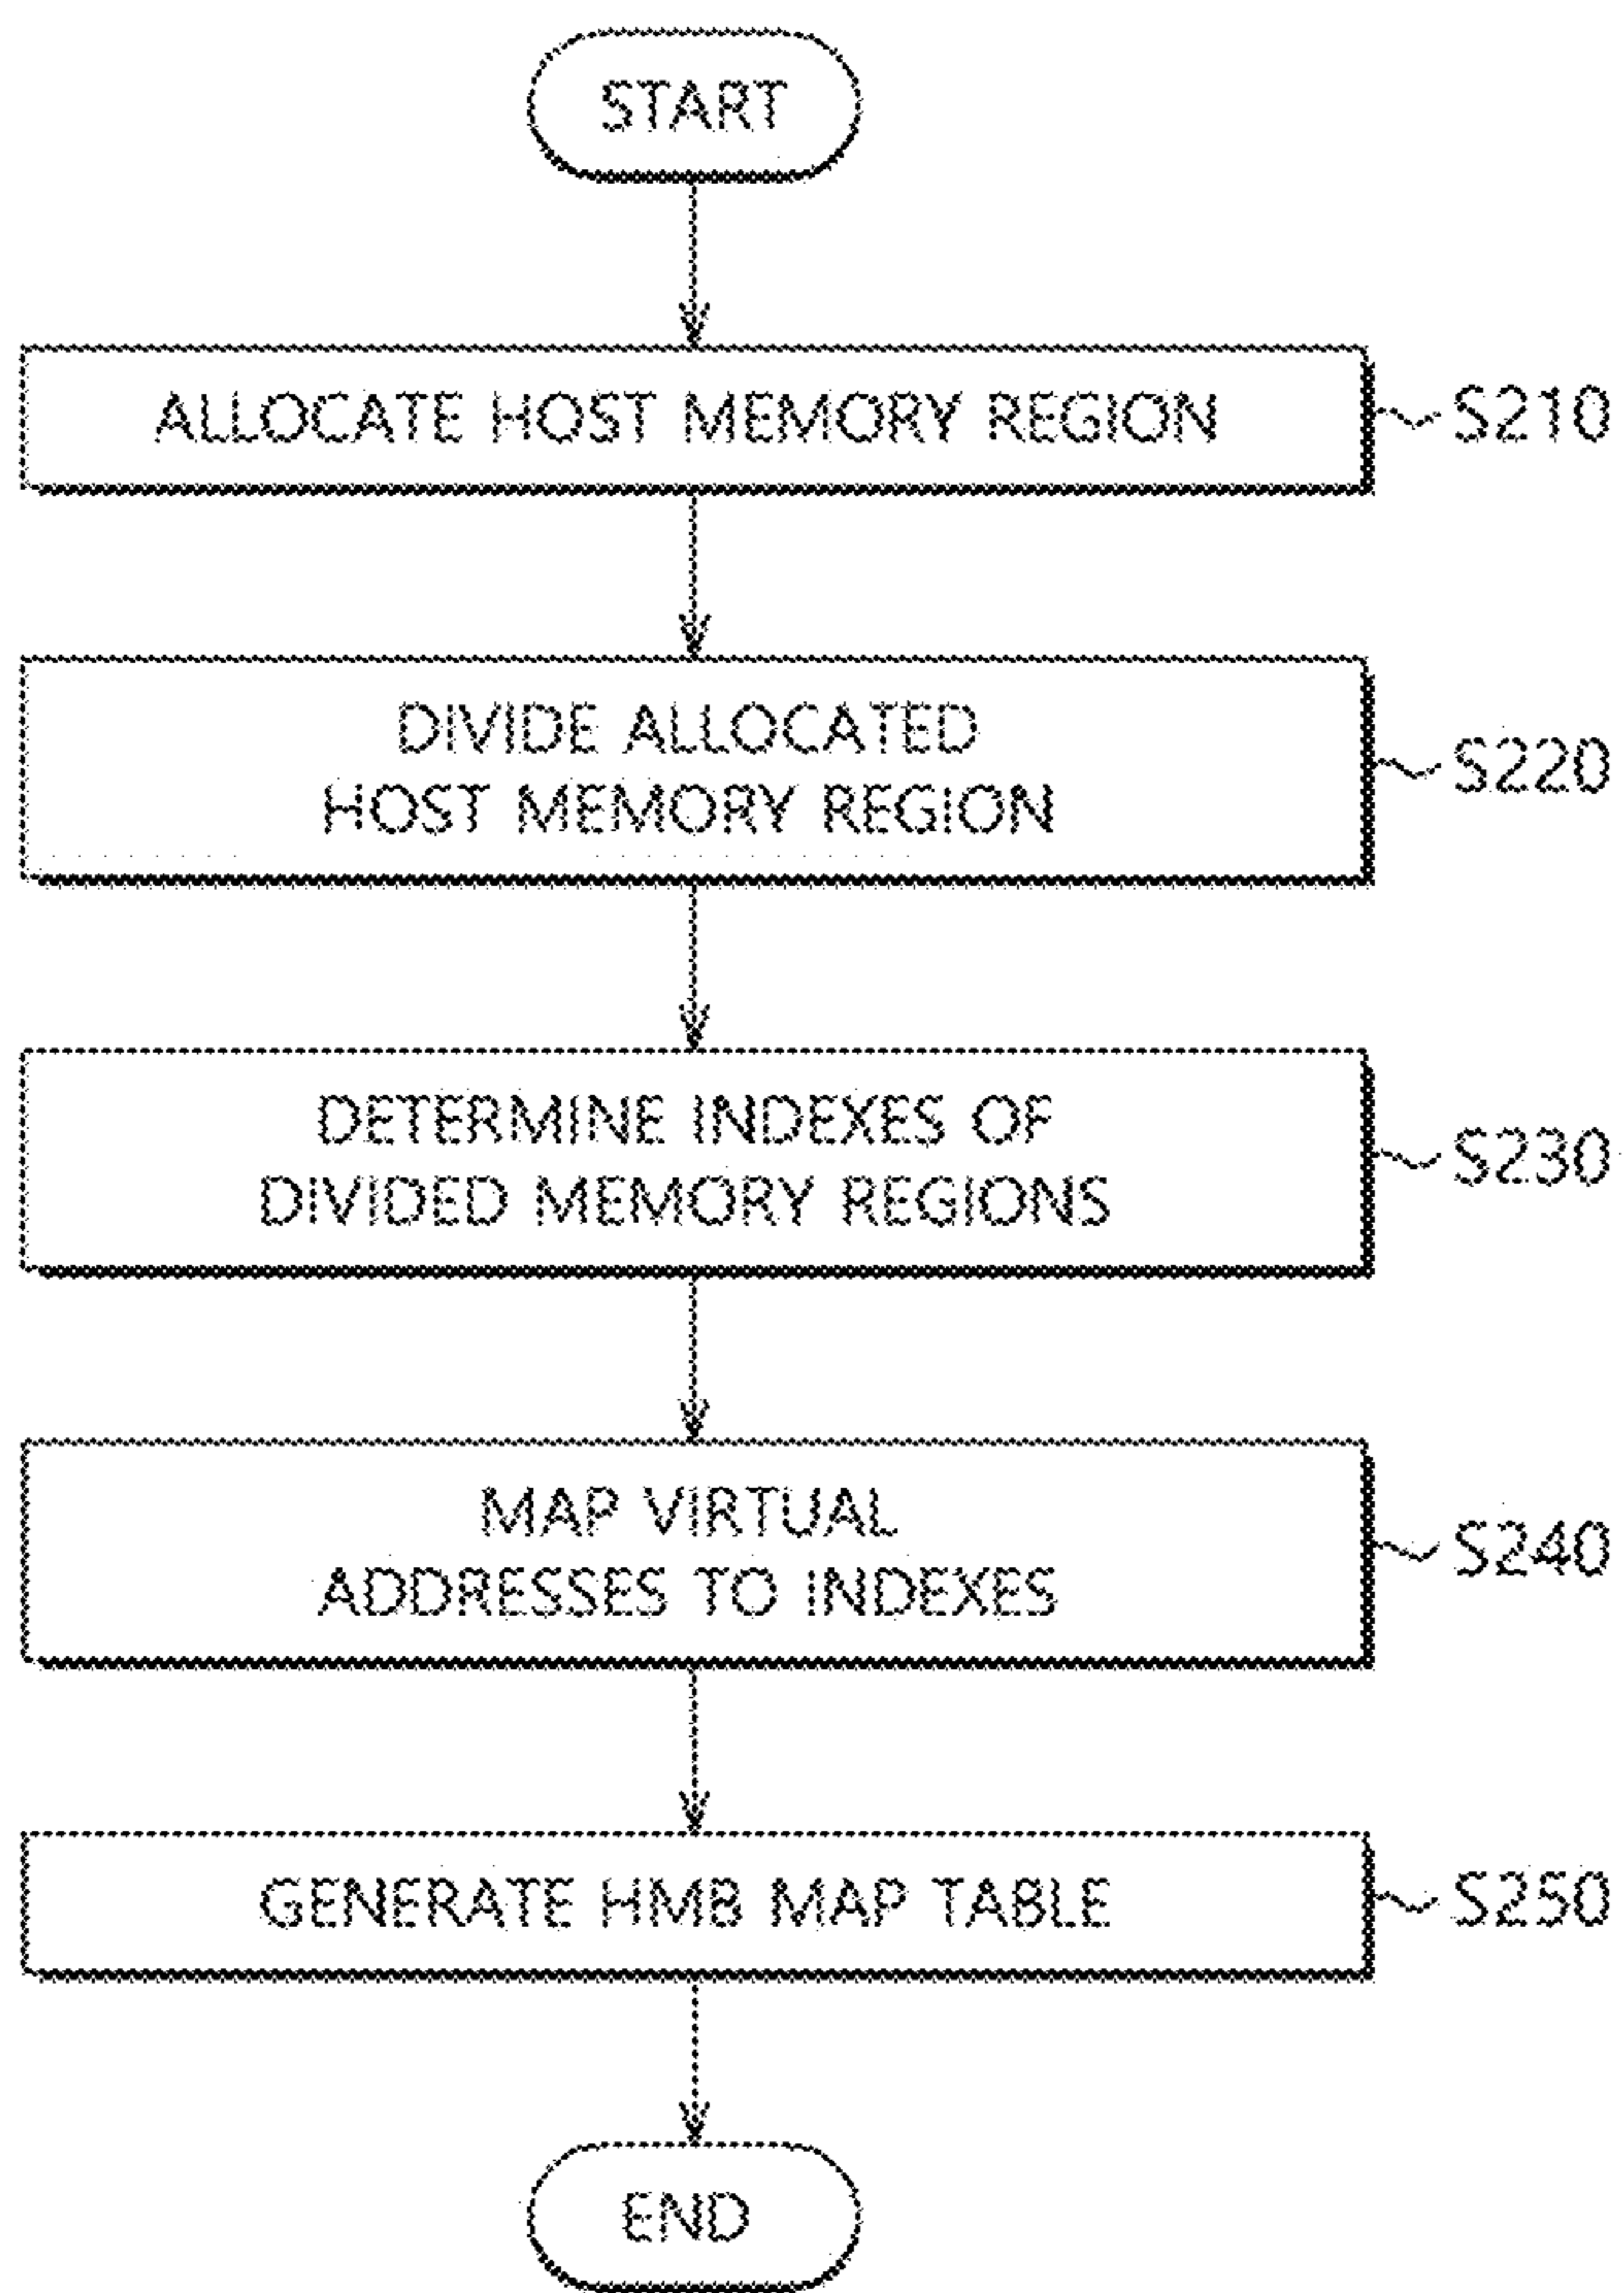 START
ALLOCATE HOST MEMORY REGION
S210
DIVIDE ALLOCATED
HOST MEMORY REGION
S220
DETERMINE INDEXES OF
DIVIDED MEMORY REGIONS
S230
MAP VIRTUAL
ADDRESSES TO INDEXES
S240
GENERATE HMB MAP TABLE
S250
END